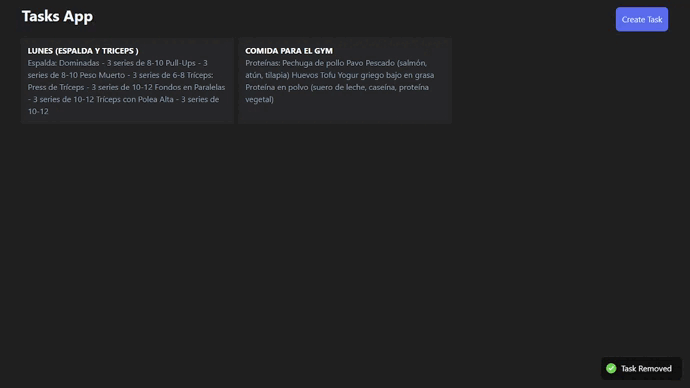 Tasks App
Create Task
LUNES (ESPALDA Y TRICEPS )
Espalda: Dominadas - 3 series de 8-10 Pull-Ups - 3
series de 8-10 Peso Muerto - 3 series de 6-8 Tríceps:
Press de Tríceps - 3 series de 10-12 Fondos en Paralelas
- 3 series de 10-12 Tríceps con Polea Alta - 3 series de
10-12
COMIDA PARA EL GYM
Proteínas: Pechuga de pollo Pavo Pescado (salmón,
atún, tilapia) Huevos Tofu Yogur griego bajo en grasa
Proteína en polvo (suero de leche, caseína, proteína
vegetal)
Task Removed